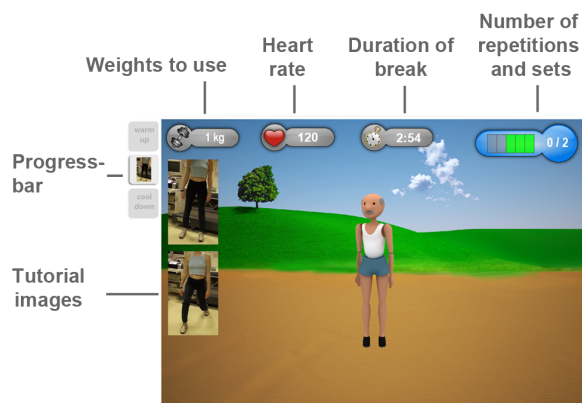 Number of
repetitions
and sets
Heart
rate
Duration of
break
Weights to use
warm
up
1 kg
120
2:54
0 / 2
Progress-
bar
cool
down
Tutorial
images